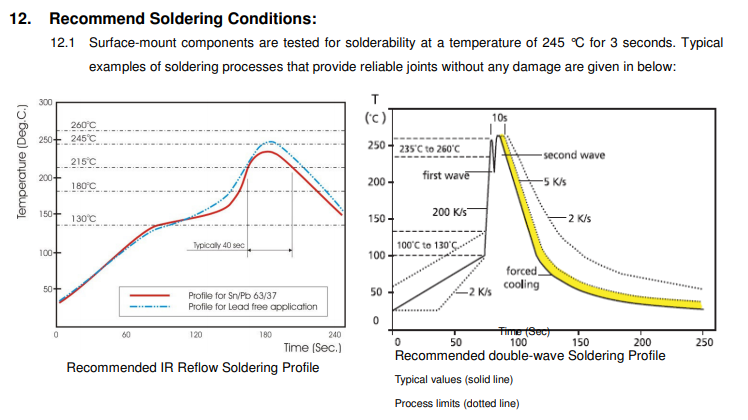 12. Recommend Soldering Conditions:
12.1 Surface-mount components are tested for solderability at a temperature of 245 ℃ for 3 seconds. Typical
examples of soldering processes that provide reliable joints without any damage are given in below:
Temperature (Deg.C.)
300
250
200
150
100
50
260°C
245°C
215°C
180°C
130°C
Typically 40 sec
Profile for Sn/Pb 63/37
Profile for Lead free application
0
60
120
180
240
Time (Sec.)
Recommended IR Reflow Soldering Profile
T
(℃)
250
200
150
100
50
0
10s
235℃ to 260℃
second wave
first wave
5 K/s
200 K/s
2 K/s
100℃ to 130℃
forced
cooling
2 K/s
0
50
100
150
200
250
Time (Sec)
Recommended double-wave Soldering Profile
Typical values (solid line)
Process limits (dotted line)